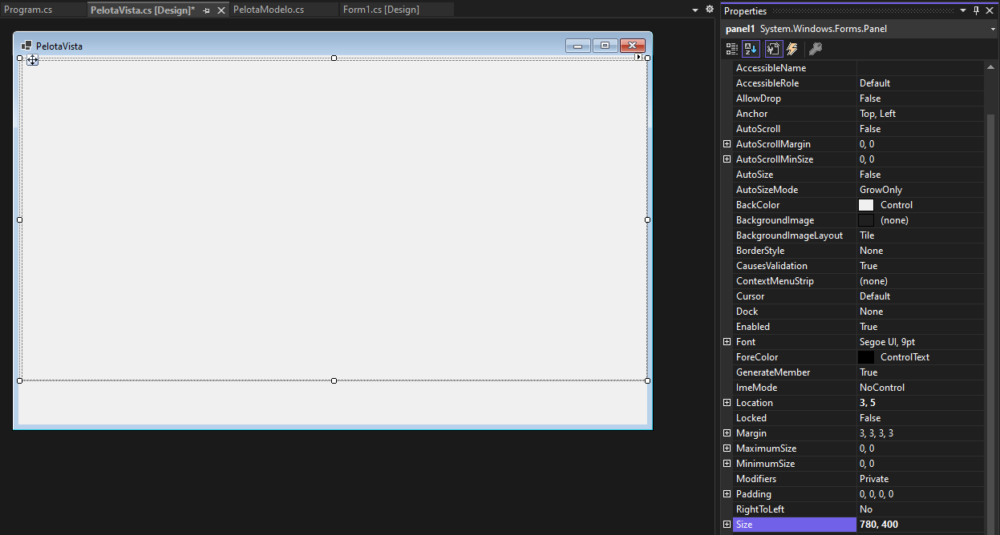 Program.cs
PelotaVista.cs [Design]*
PelotaModelo.cs
Form1.cs [Design]
PelotaVista
Properties
panel1 System.Windows.Forms.Panel
AccessibleName
AccessibleRole Default
AllowDrop False
Anchor Top, Left
AutoScroll False
AutoScrollMargin 0, 0
AutoScrollMinSize 0, 0
AutoSize False
AutoSizeMode GrowOnly
BackColor Control
BackgroundImage (none)
BackgroundImageLayout Tile
BorderStyle None
CausesValidation True
ContextMenuStrip (none)
Cursor Default
Dock None
Enabled True
Font Segoe UI, 9pt
ForeColor ControlText
GenerateMember True
ImeMode NoControl
Location 3, 5
Locked False
Margin 3, 3, 3, 3
MaximumSize 0, 0
MinimumSize 0, 0
Modifiers Private
Padding 0, 0, 0, 0
RightToLeft No
Size 780, 400